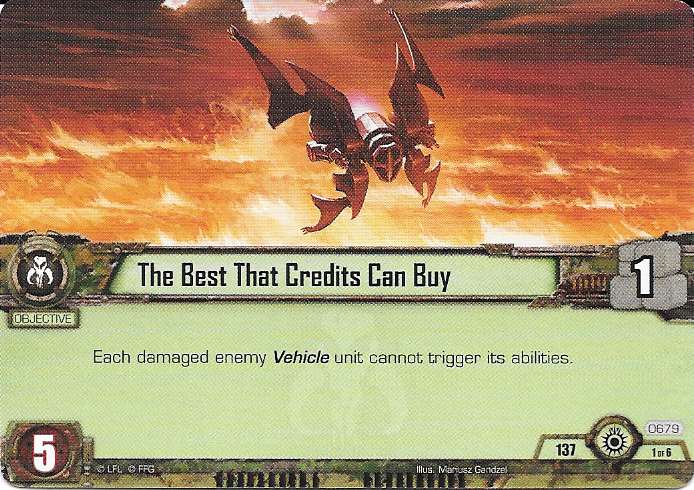 The Best That Credits Can Buy
1
OBJECTIVE
Each damaged enemy Vehicle unit cannot trigger its abilities.
5
© LFL © FFG
Illus. Mariusz Gandzel
137
0679
1 OF 6